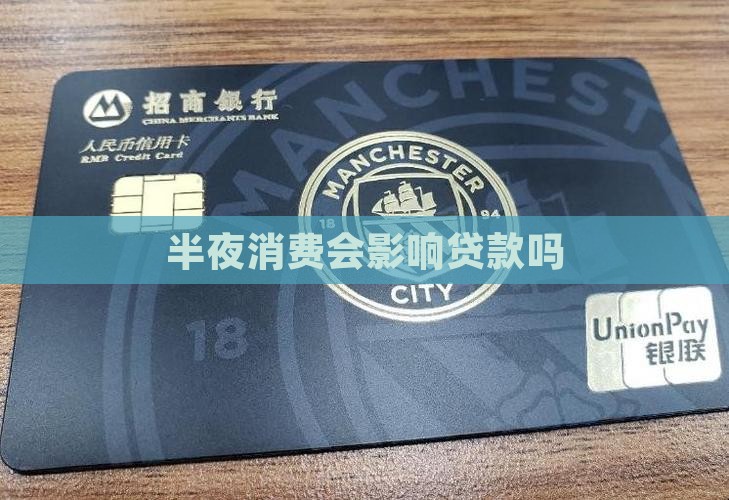 招商银行
CHINA MERCHANTS BANK
人民币信用卡
RMB Credit Card
MANCHESTER
MANCHESTER
18 94
半夜消费会影响贷款吗
CITY
18
UnionPay
银联